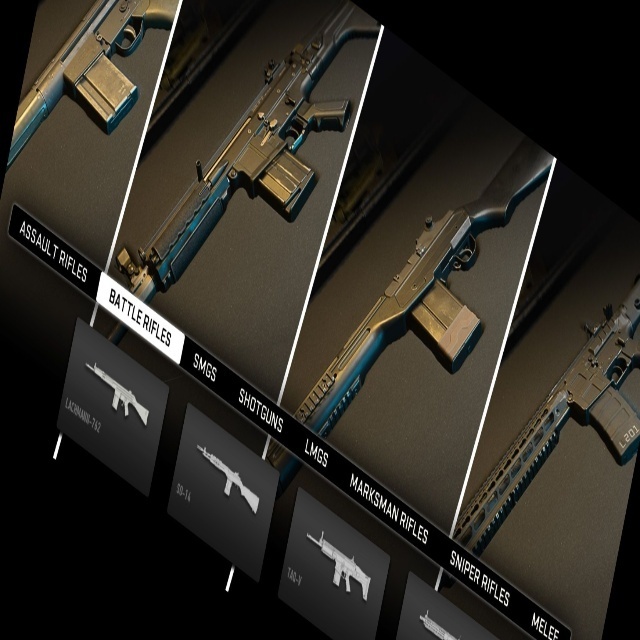 ASSAULT RIFLES
BATTLE RIFLES
SMGS
SHOTGUNS
LMGS
MARKSMAN RIFLES
SNIPER RIFLES
MELEE
LACHMANN-762
SO-14
TAQ-V